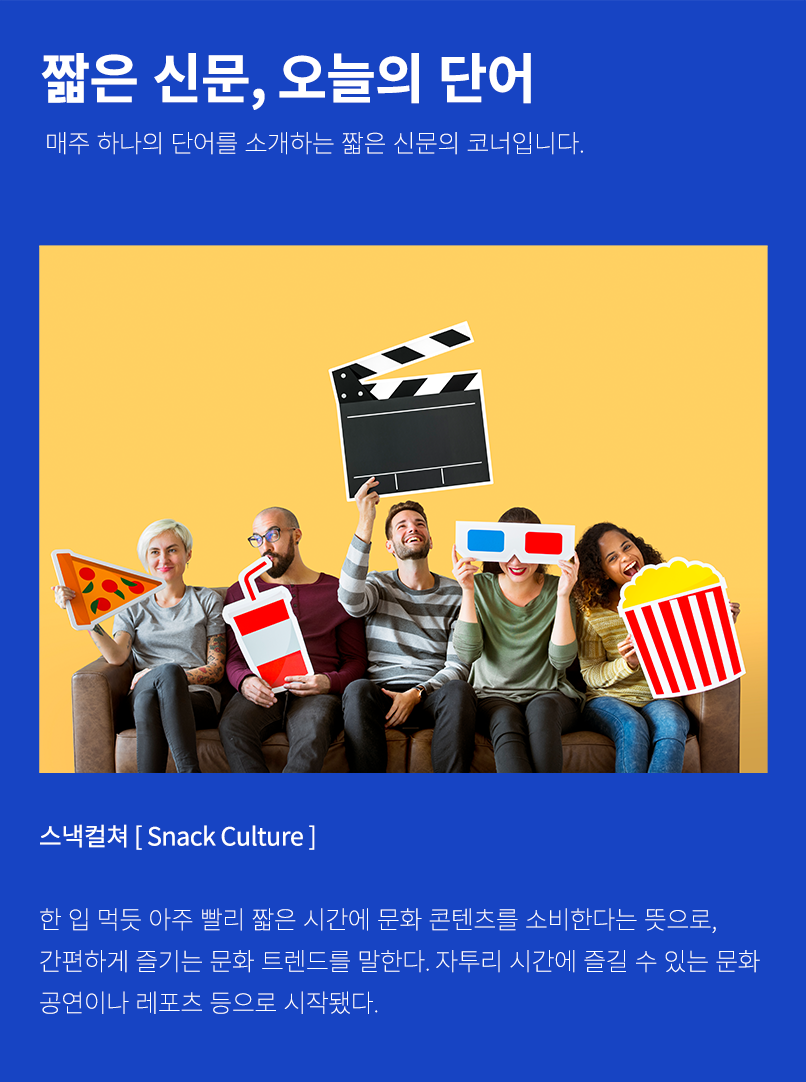 짧은 신문, 오늘의 단어
매주 하나의 단어를 소개하는 짧은 신문의 코너입니다.
스낵컬쳐 [ Snack Culture ]
한 입 먹듯 아주 빨리 짧은 시간에 문화 콘텐츠를 소비한다는 뜻으로,
간편하게 즐기는 문화 트렌드를 말한다. 자투리 시간에 즐길 수 있는 문화
공연이나 레포츠 등으로 시작됐다.